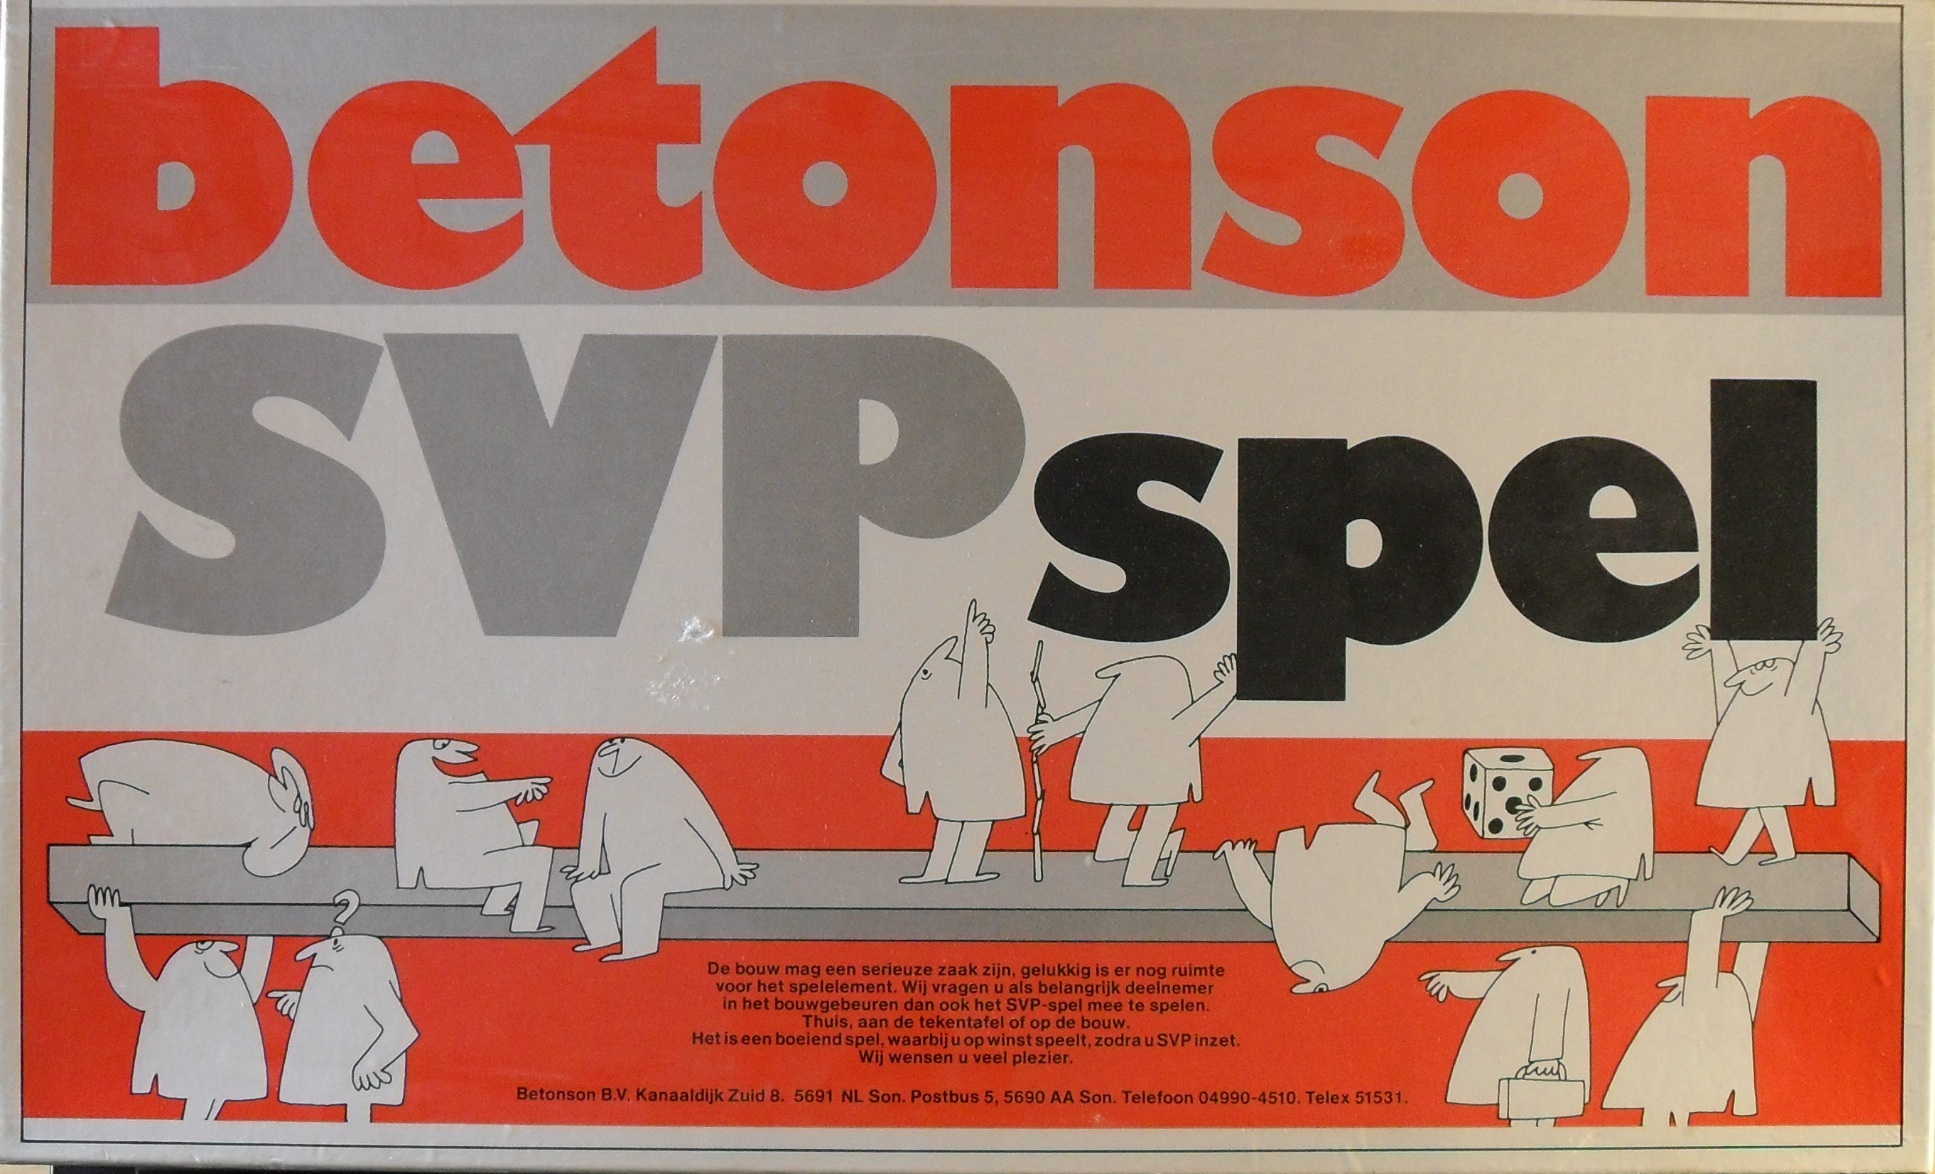 betonson
SVP spel
?
De bouw mag een serieuze zaak zijn, gelukkig is er nog ruimte
voor het spelelement. Wij vragen u als belangrijk deelnemer
in het bouwgebeuren dan ook het SVP-spel mee te spelen.
Thuis, aan de tekentafel of op de bouw.
Het is een boeiend spel, waarbij u op winst speelt, zodra u SVP inzet.
Wij wensen u veel plezier.
Betonson B.V. Kanaaldijk Zuid 8. 5691 NL Son. Postbus 5, 5690 AA Son. Telefoon 04990-4510. Telex 51531.